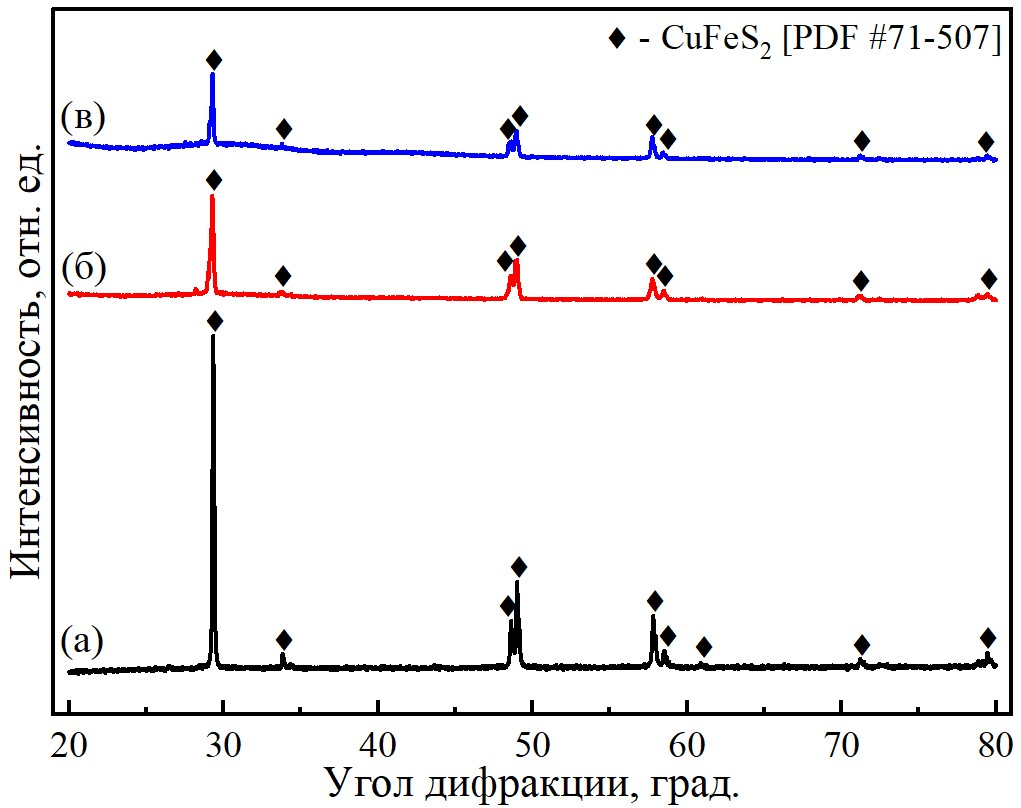 ♦ - CuFeS₂ [PDF #71-507]
(в)
(б)
(а)
Интенсивность, отн. ед.
20 30 40 50 60 70 80
Угол дифракции, град.